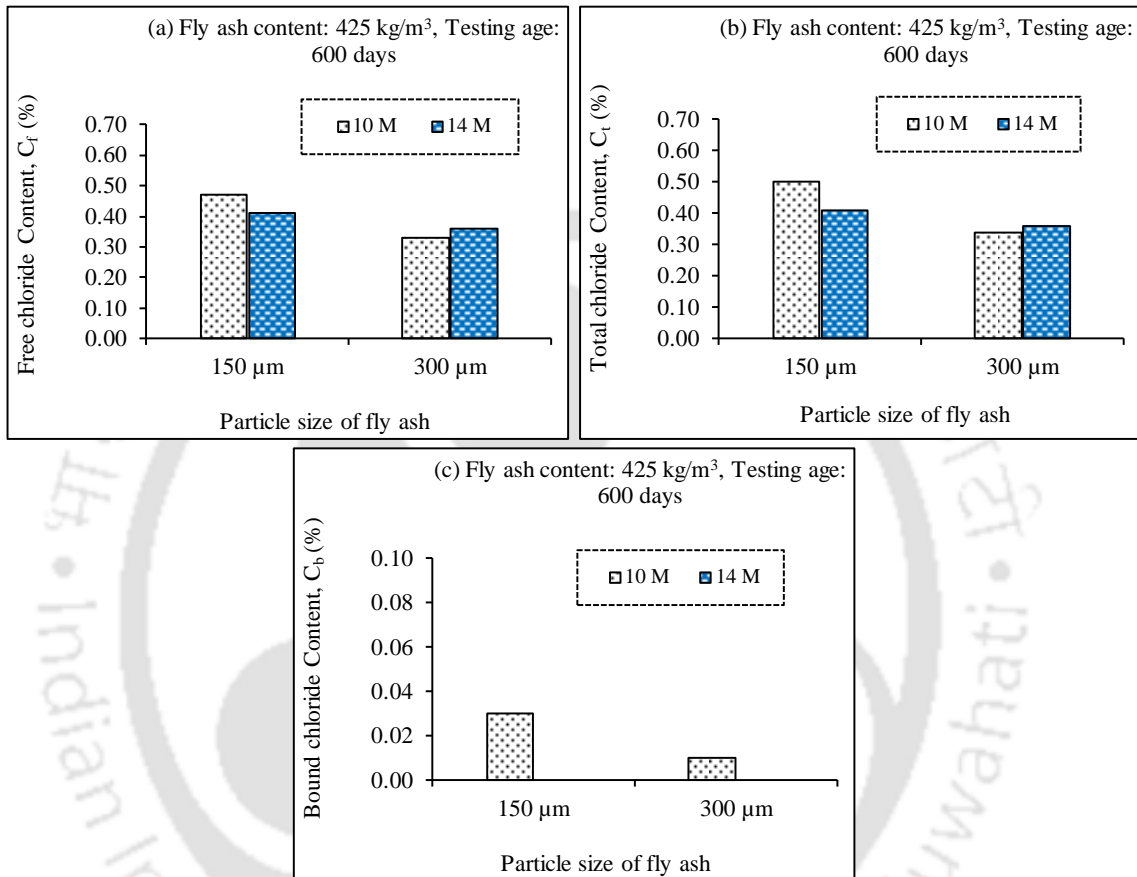 (a) Fly ash content: 425 kg/m³, Testing age:
600 days
Free chloride Content, C_f (%)
10 M 14 M
0.70
0.60
0.50
0.40
0.30
0.20
0.10
0.00
150 µm 300 µm
Particle size of fly ash
(b) Fly ash content: 425 kg/m³, Testing age:
600 days
Total chloride Content, C_t (%)
10 M 14 M
0.70
0.60
0.50
0.40
0.30
0.20
0.10
0.00
150 µm 300 µm
Particle size of fly ash
(c) Fly ash content: 425 kg/m³, Testing age:
600 days
Bound chloride Content, C_b (%)
10 M 14 M
0.10
0.08
0.06
0.04
0.02
0.00
150 µm 300 µm
Particle size of fly ash
Indian In
uwahati